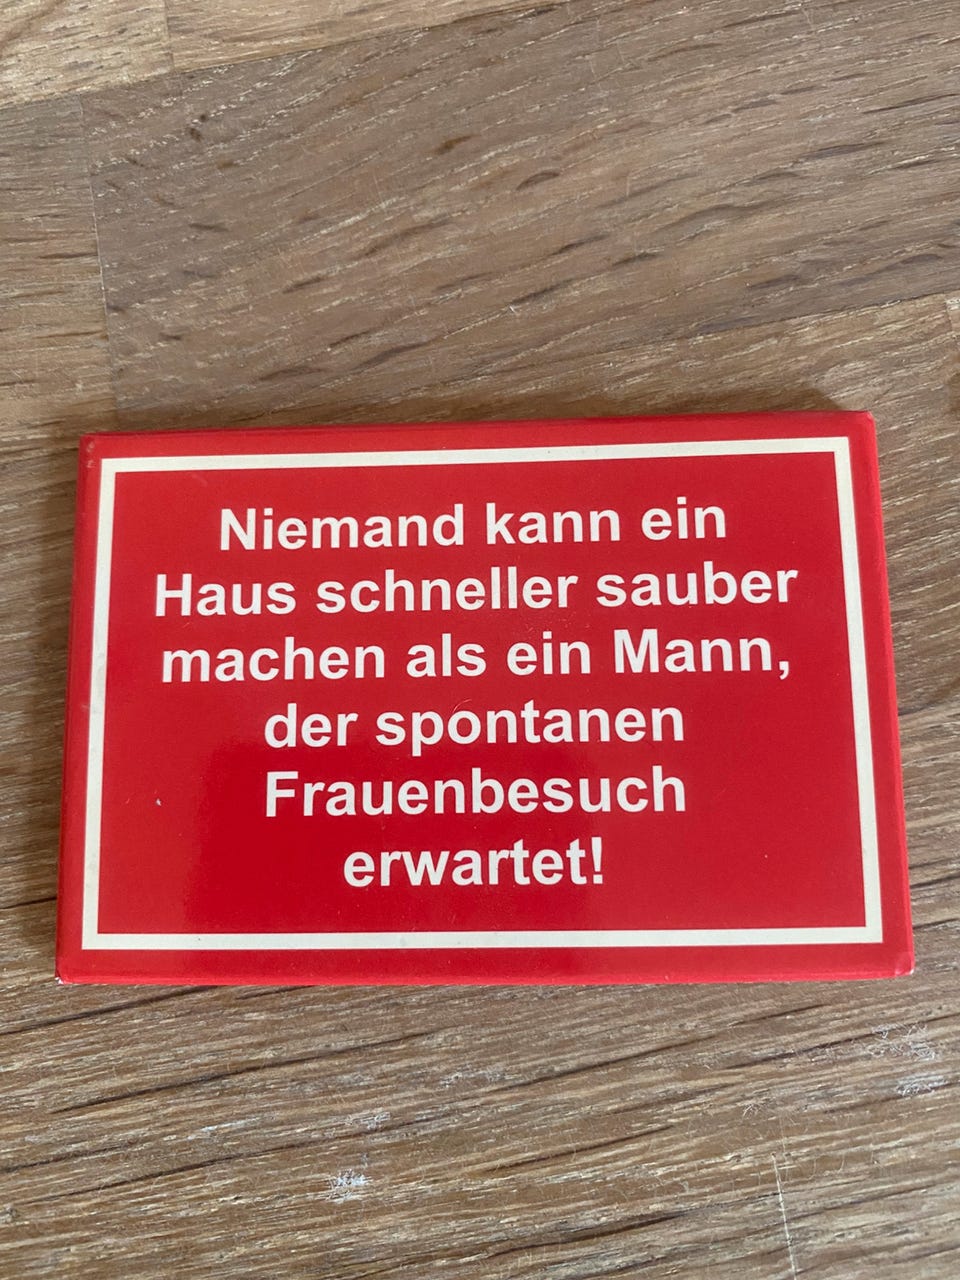 Niemand kann ein
Haus schneller sauber
machen als ein Mann,
der spontanen
Frauenbesuch
erwartet!